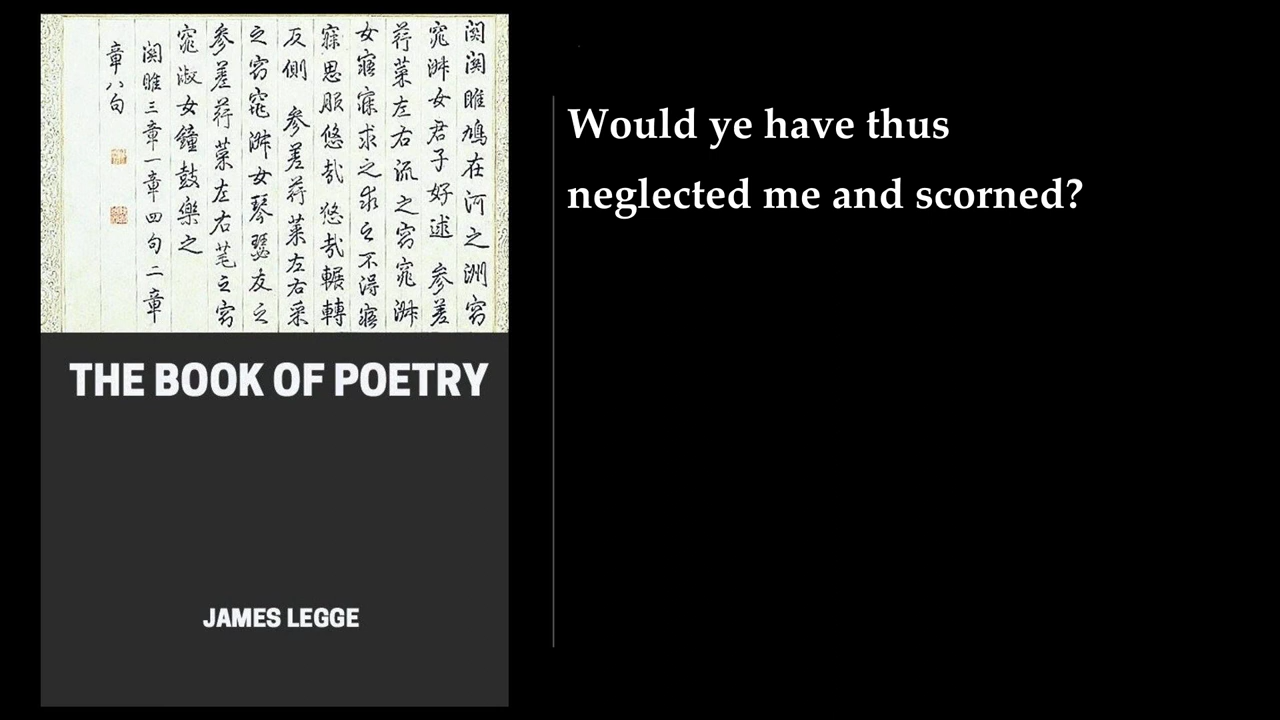 關關雎鳩在河之洲窈
窕淑女君子好逑 參差
荇菜左右流之窈窕淑
女寤寐求之求之不得寤
寐思服悠哉悠哉輾轉
反側 參差荇菜左右采
之窈窕淑女琴瑟友之
參差荇菜左右芼之窈
窕淑女鐘鼓樂之
關雎三章一章四句二章
章八句
THE BOOK OF POETRY
JAMES LEGGE
Would ye have thus
neglected me and scorned?